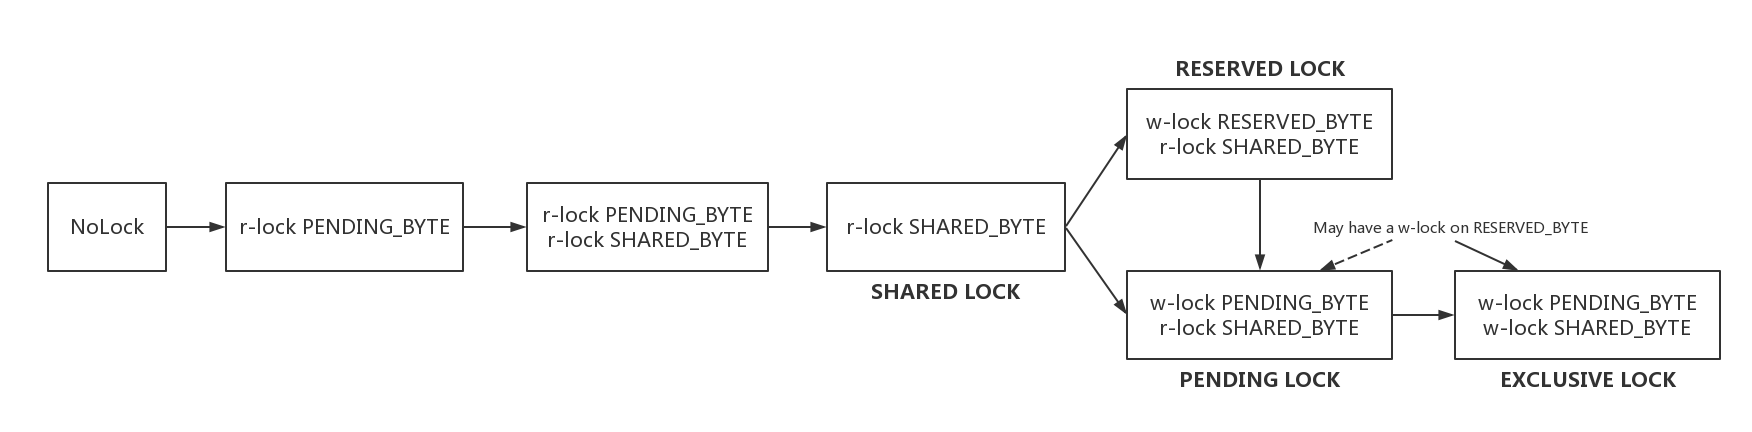 RESERVED LOCK
w-lock RESERVED_BYTE
r-lock SHARED_BYTE
NoLock
r-lock PENDING_BYTE
r-lock PENDING_BYTE
r-lock SHARED_BYTE
r-lock SHARED_BYTE
SHARED LOCK
May have a w-lock on RESERVED_BYTE
w-lock PENDING_BYTE
r-lock SHARED_BYTE
PENDING LOCK
w-lock PENDING_BYTE
w-lock SHARED_BYTE
EXCLUSIVE LOCK